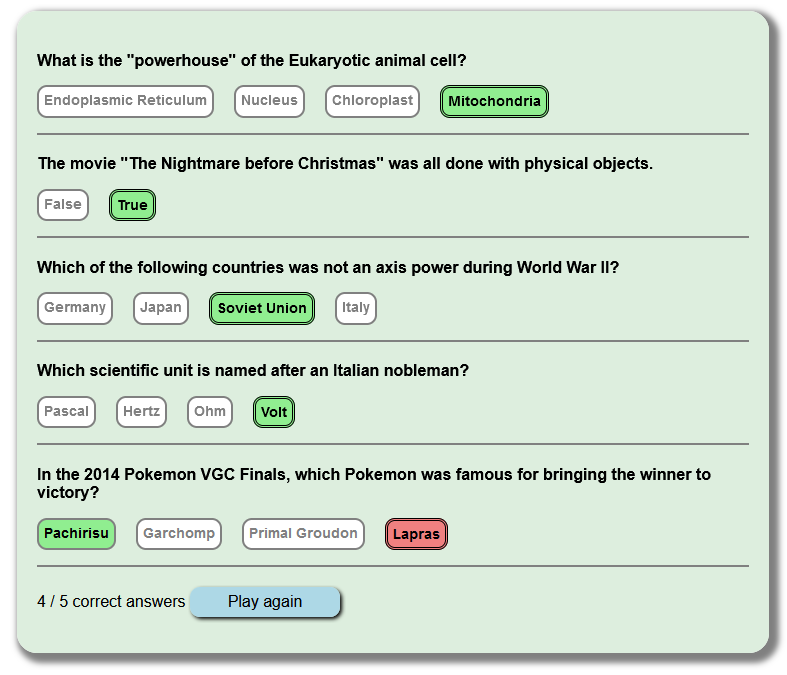 What is the "powerhouse" of the Eukaryotic animal cell?
Endoplasmic Reticulum Nucleus Chloroplast Mitochondria
The movie "The Nightmare before Christmas" was all done with physical objects.
False True
Which of the following countries was not an axis power during World War II?
Germany Japan Soviet Union Italy
Which scientific unit is named after an Italian nobleman?
Pascal Hertz Ohm Volt
In the 2014 Pokemon VGC Finals, which Pokemon was famous for bringing the winner to
victory?
Pachirisu Garchomp Primal Groudon Lapras
4 / 5 correct answers Play again